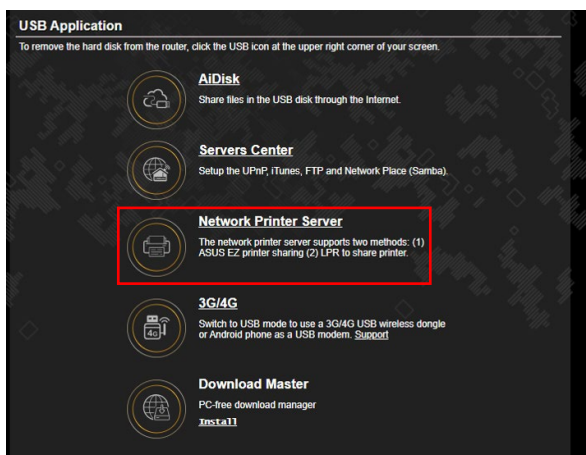 USB Application
To remove the hard disk from the router, click the USB icon at the upper right corner of your screen.
AiDisk
Share files in the USB disk through the Internet.
Servers Center
Setup the UPnP, iTunes, FTP and Network Place (Samba).
Network Printer Server
The network printer server supports two methods: (1)
ASUS EZ printer sharing (2) LPR to share printer.
3G/4G
Switch to USB mode to use a 3G/4G USB wireless dongle
or Android phone as a USB modem. Support
4G
Download Master
PC-free download manager
Install